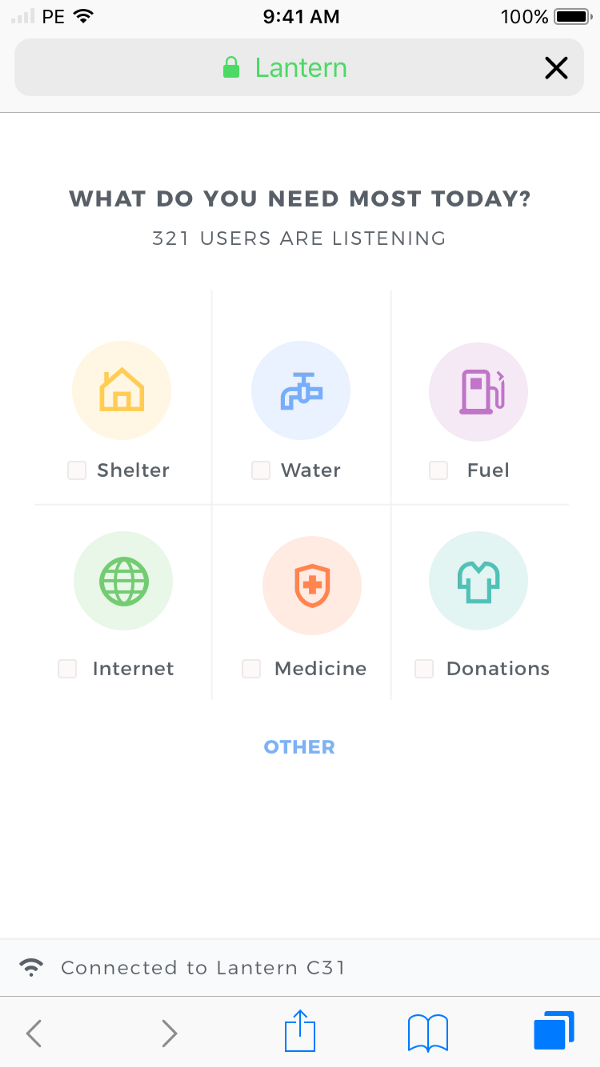 PE 9:41 AM 100%
Lantern
WHAT DO YOU NEED MOST TODAY?
321 USERS ARE LISTENING
Shelter Water Fuel
Internet Medicine Donations
OTHER
Connected to Lantern C31